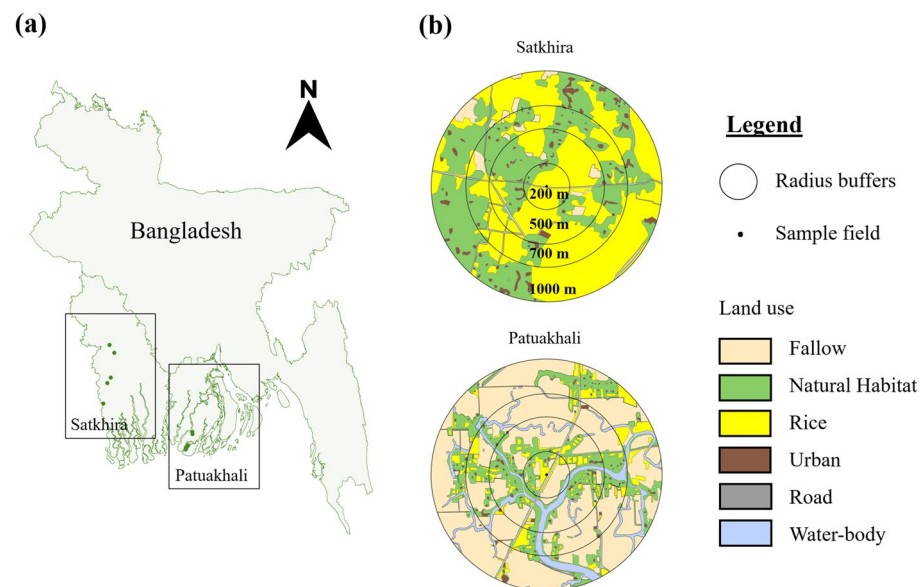 (a)
N
Bangladesh
Satkhira
Patuakhali
(b)
Satkhira
200 m
500 m
700 m
1000 m
Patuakhali
Legend
Radius buffers
Sample field
Land use
Fallow
Natural Habitat
Rice
Urban
Road
Water-body